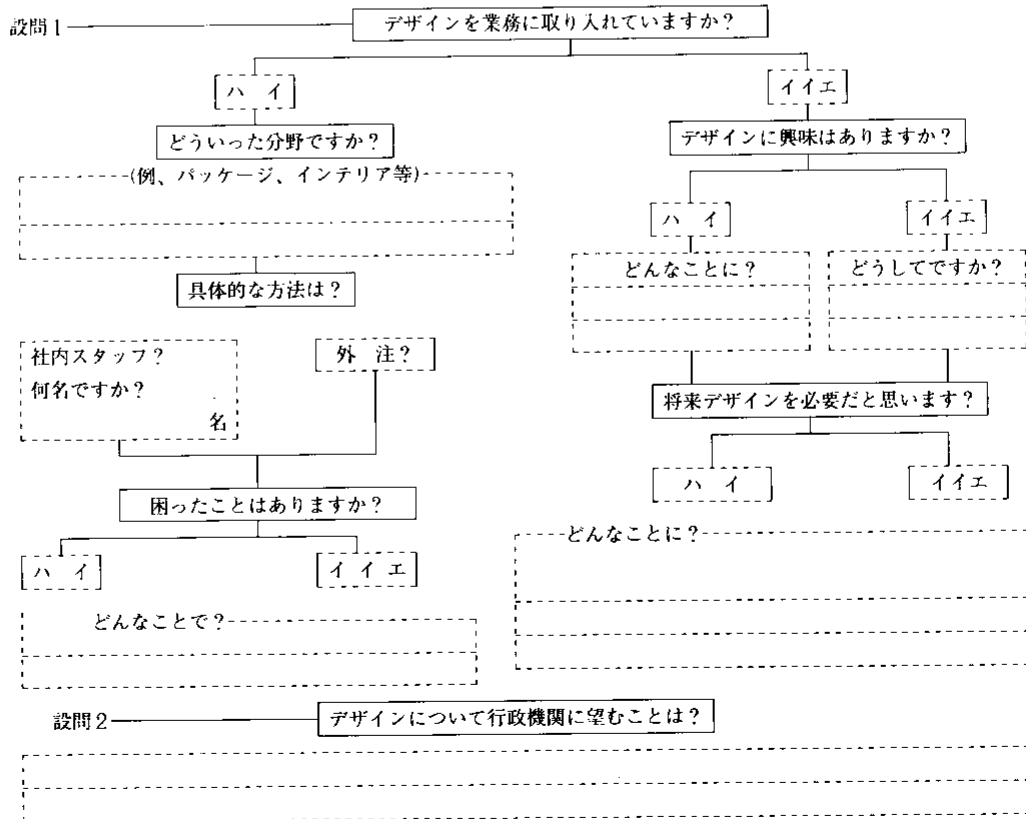 設問1
デザインを業務に取り入れていますか？
ハ イ
どういった分野ですか？
(例、パッケージ、インテリア等)
具体的な方法は？
社内スタッフ？
何名ですか？
名
外 注？
困ったことはありますか？
ハ イ
どんなことで？
イ イ エ
イイエ
デザインに興味はありますか？
ハ イ
どんなことに？
イイエ
どうしてですか？
将来デザインを必要だと思います？
ハ イ
イイエ
どんなことに？
設問2
デザインについて行政機関に望むことは？